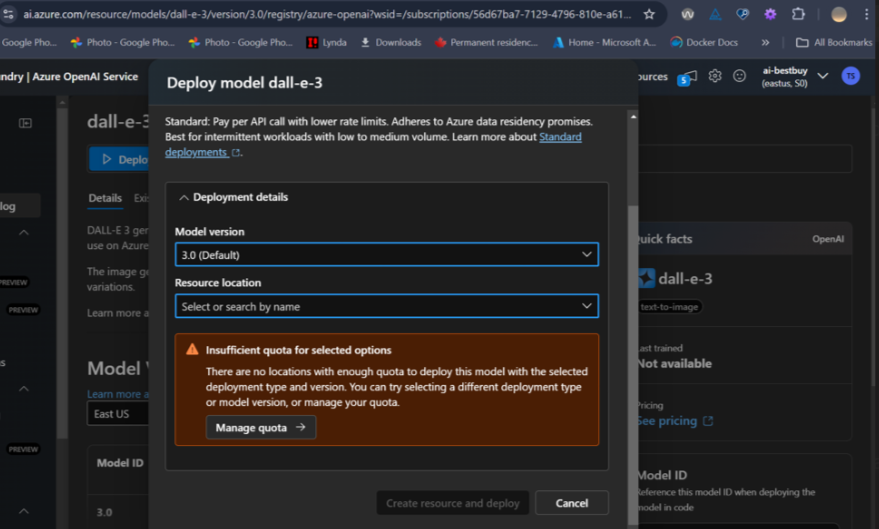 ai.azure.com/resource/models/dall-e-3/version/3.0/registry/azure-openai?wsid=/subscriptions/56d67ba7-7129-4796-810e-a61...
Google Pho... Photo - Google Pho... Photo - Google Pho... Lynda Downloads Permanent residenc... Home - Microsoft A... Docker Docs » All Bookmarks
ndry | Azure OpenAI Service
ources
5
ai-bestbuy
(eastus, S0)
TS
Deploy model dall-e-3
Standard: Pay per API call with lower rate limits. Adheres to Azure data residency promises.
Best for intermittent workloads with low to medium volume. Learn more about Standard
deployments.
Deployment details
Model version
3.0 (Default)
Resource location
Select or search by name
Insufficient quota for selected options
There are no locations with enough quota to deploy this model with the selected
deployment type and version. You can try selecting a different deployment type
or model version, or manage your quota.
Manage quota →
Create resource and deploy
Cancel
log
PREVIEW
PREVIEW
s
PREVIEW
dall-e-3
Deplo
Details Exi
DALL-E 3 gen
use on Azure
The image ge
variations.
Learn more a
Model V
Learn more a
East US
Model ID
3.0
uick facts
OpenAI
dall-e-3
text-to-image
Last trained
Not available
Pricing
See pricing
Model ID
Reference this model ID when deploying the
model in code